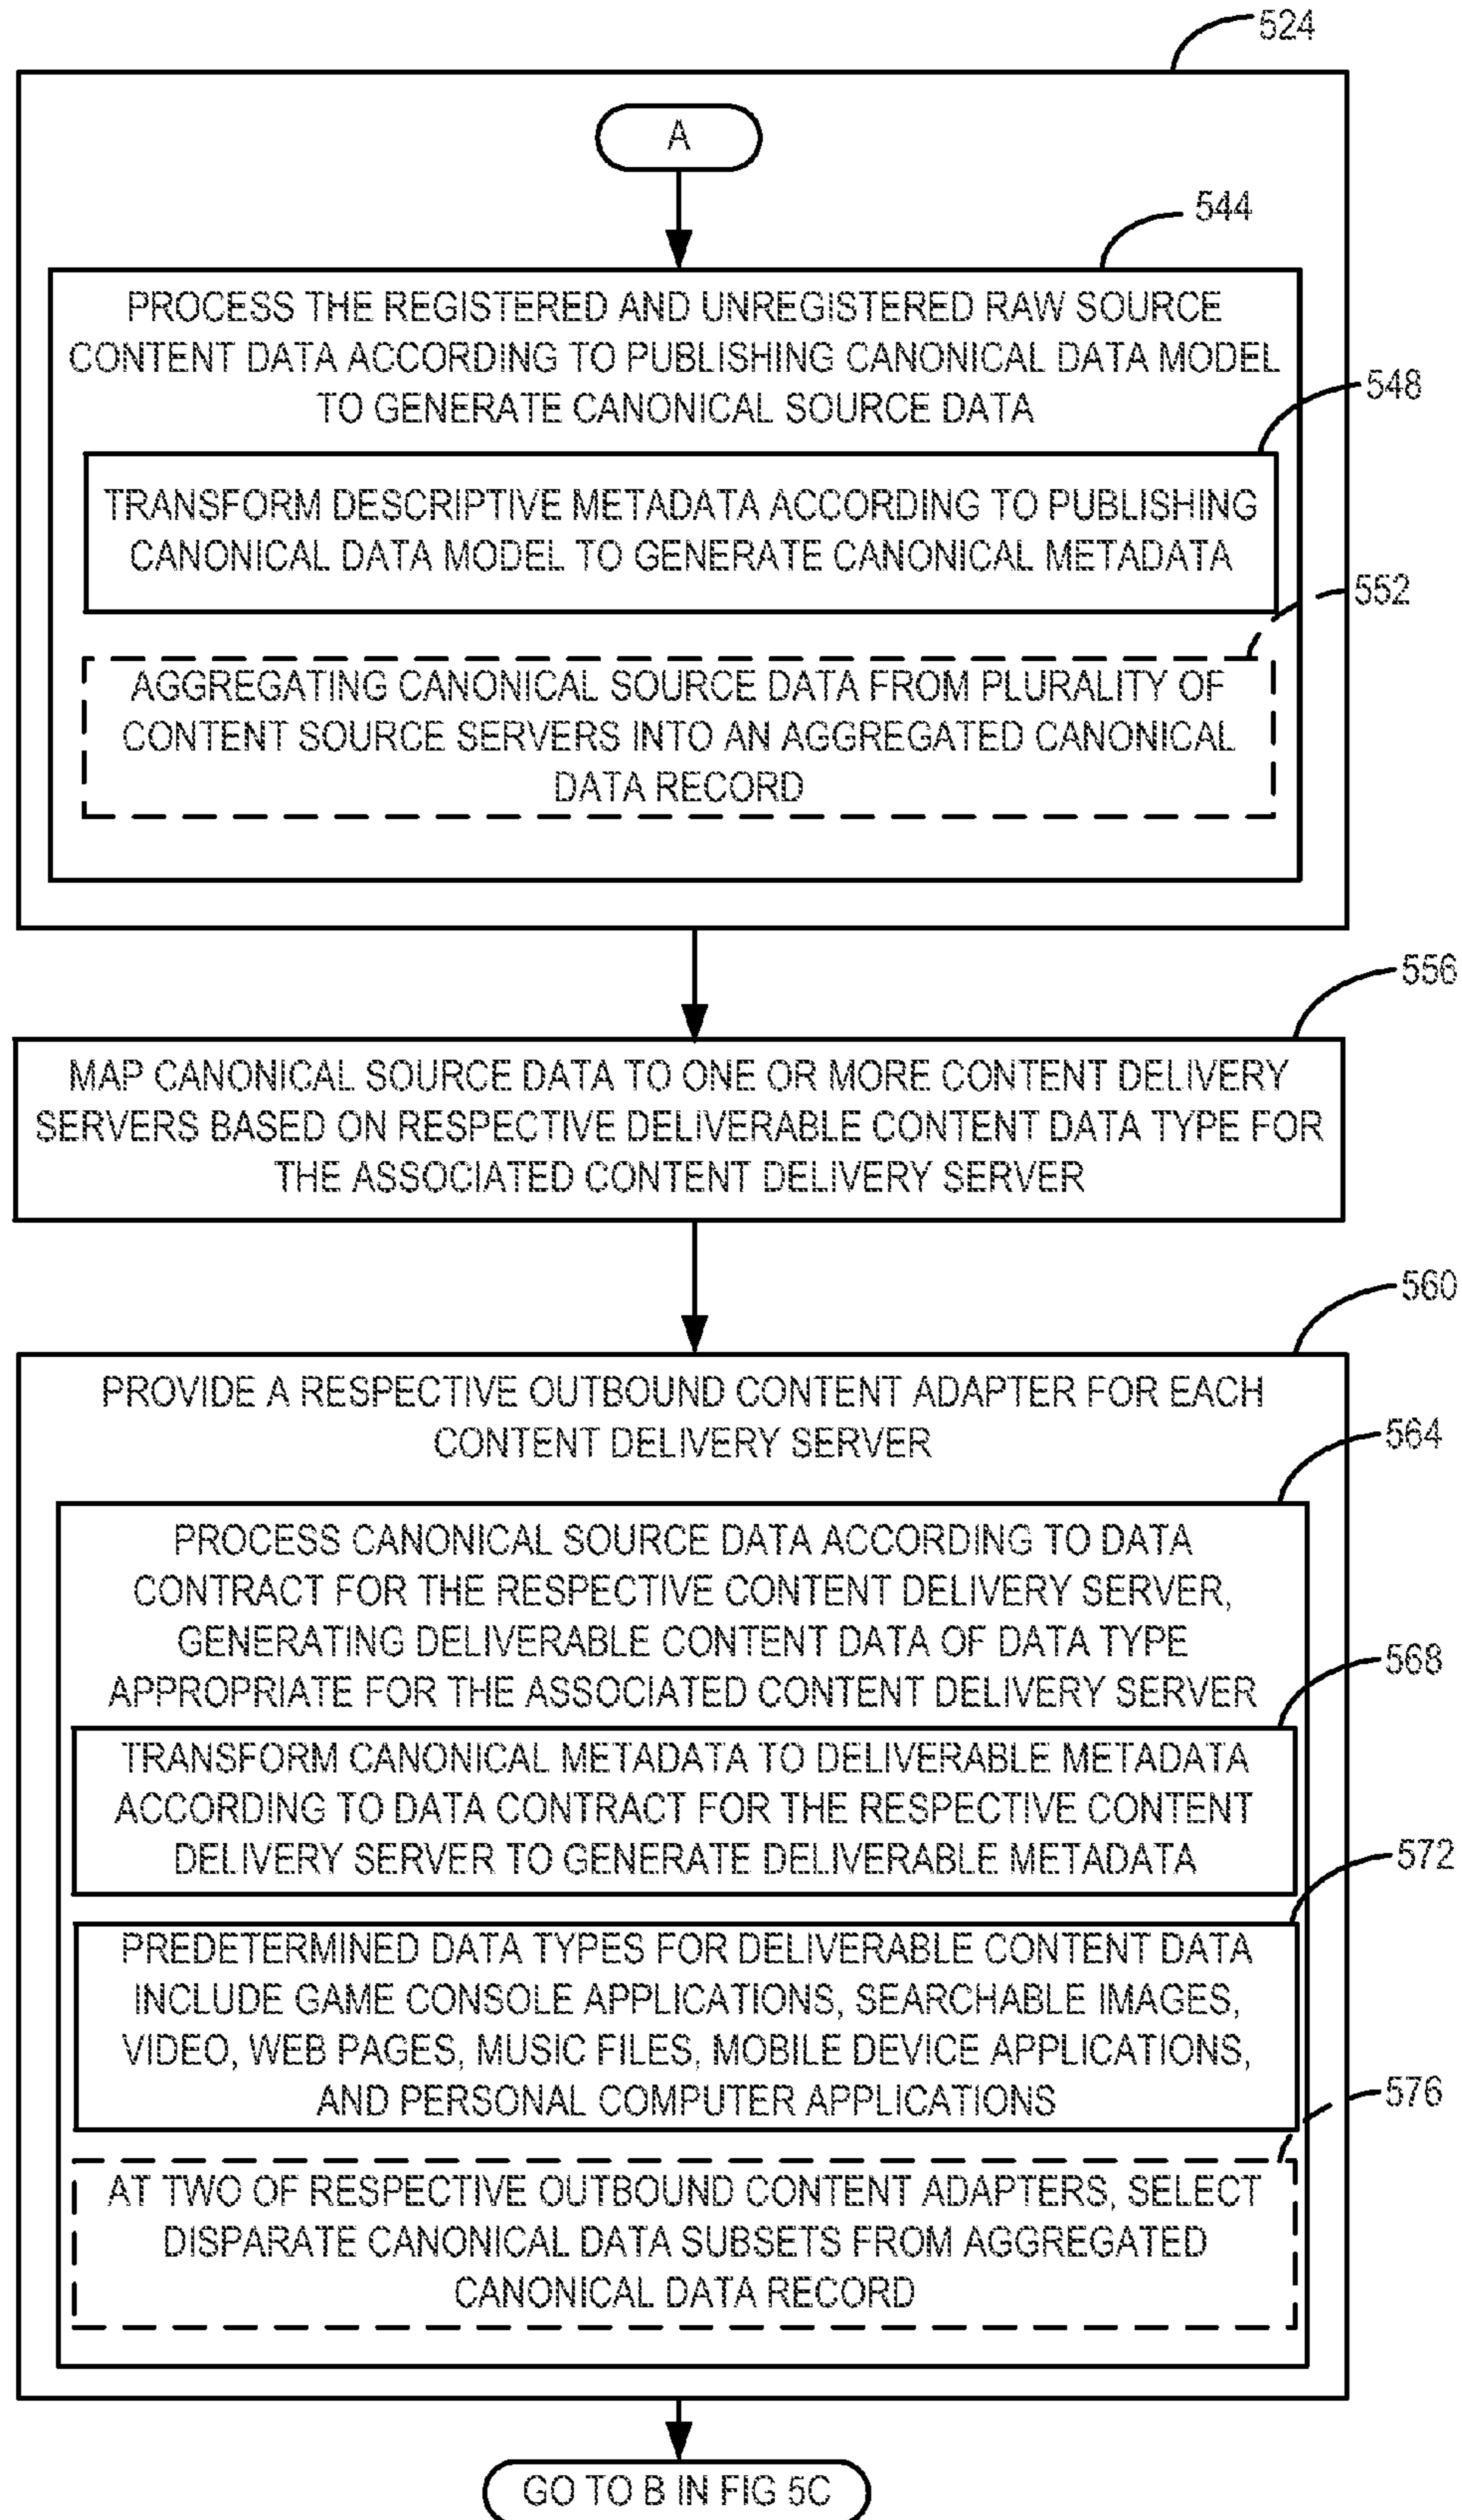 524
A
544
PROCESS THE REGISTERED AND UNREGISTERED RAW SOURCE
CONTENT DATA ACCORDING TO PUBLISHING CANONICAL DATA MODEL
TO GENERATE CANONICAL SOURCE DATA
548
TRANSFORM DESCRIPTIVE METADATA ACCORDING TO PUBLISHING
CANONICAL DATA MODEL TO GENERATE CANONICAL METADATA
552
AGGREGATING CANONICAL SOURCE DATA FROM PLURALITY OF
CONTENT SOURCE SERVERS INTO AN AGGREGATED CANONICAL
DATA RECORD
556
MAP CANONICAL SOURCE DATA TO ONE OR MORE CONTENT DELIVERY
SERVERS BASED ON RESPECTIVE DELIVERABLE CONTENT DATA TYPE FOR
THE ASSOCIATED CONTENT DELIVERY SERVER
560
PROVIDE A RESPECTIVE OUTBOUND CONTENT ADAPTER FOR EACH
CONTENT DELIVERY SERVER
564
PROCESS CANONICAL SOURCE DATA ACCORDING TO DATA
CONTRACT FOR THE RESPECTIVE CONTENT DELIVERY SERVER,
GENERATING DELIVERABLE CONTENT DATA OF DATA TYPE
APPROPRIATE FOR THE ASSOCIATED CONTENT DELIVERY SERVER
568
TRANSFORM CANONICAL METADATA TO DELIVERABLE METADATA
ACCORDING TO DATA CONTRACT FOR THE RESPECTIVE CONTENT
DELIVERY SERVER TO GENERATE DELIVERABLE METADATA
572
PREDETERMINED DATA TYPES FOR DELIVERABLE CONTENT DATA
INCLUDE GAME CONSOLE APPLICATIONS, SEARCHABLE IMAGES,
VIDEO, WEB PAGES, MUSIC FILES, MOBILE DEVICE APPLICATIONS,
AND PERSONAL COMPUTER APPLICATIONS
576
AT TWO OF RESPECTIVE OUTBOUND CONTENT ADAPTERS, SELECT
DISPARATE CANONICAL DATA SUBSETS FROM AGGREGATED
CANONICAL DATA RECORD
GO TO B IN FIG 5C